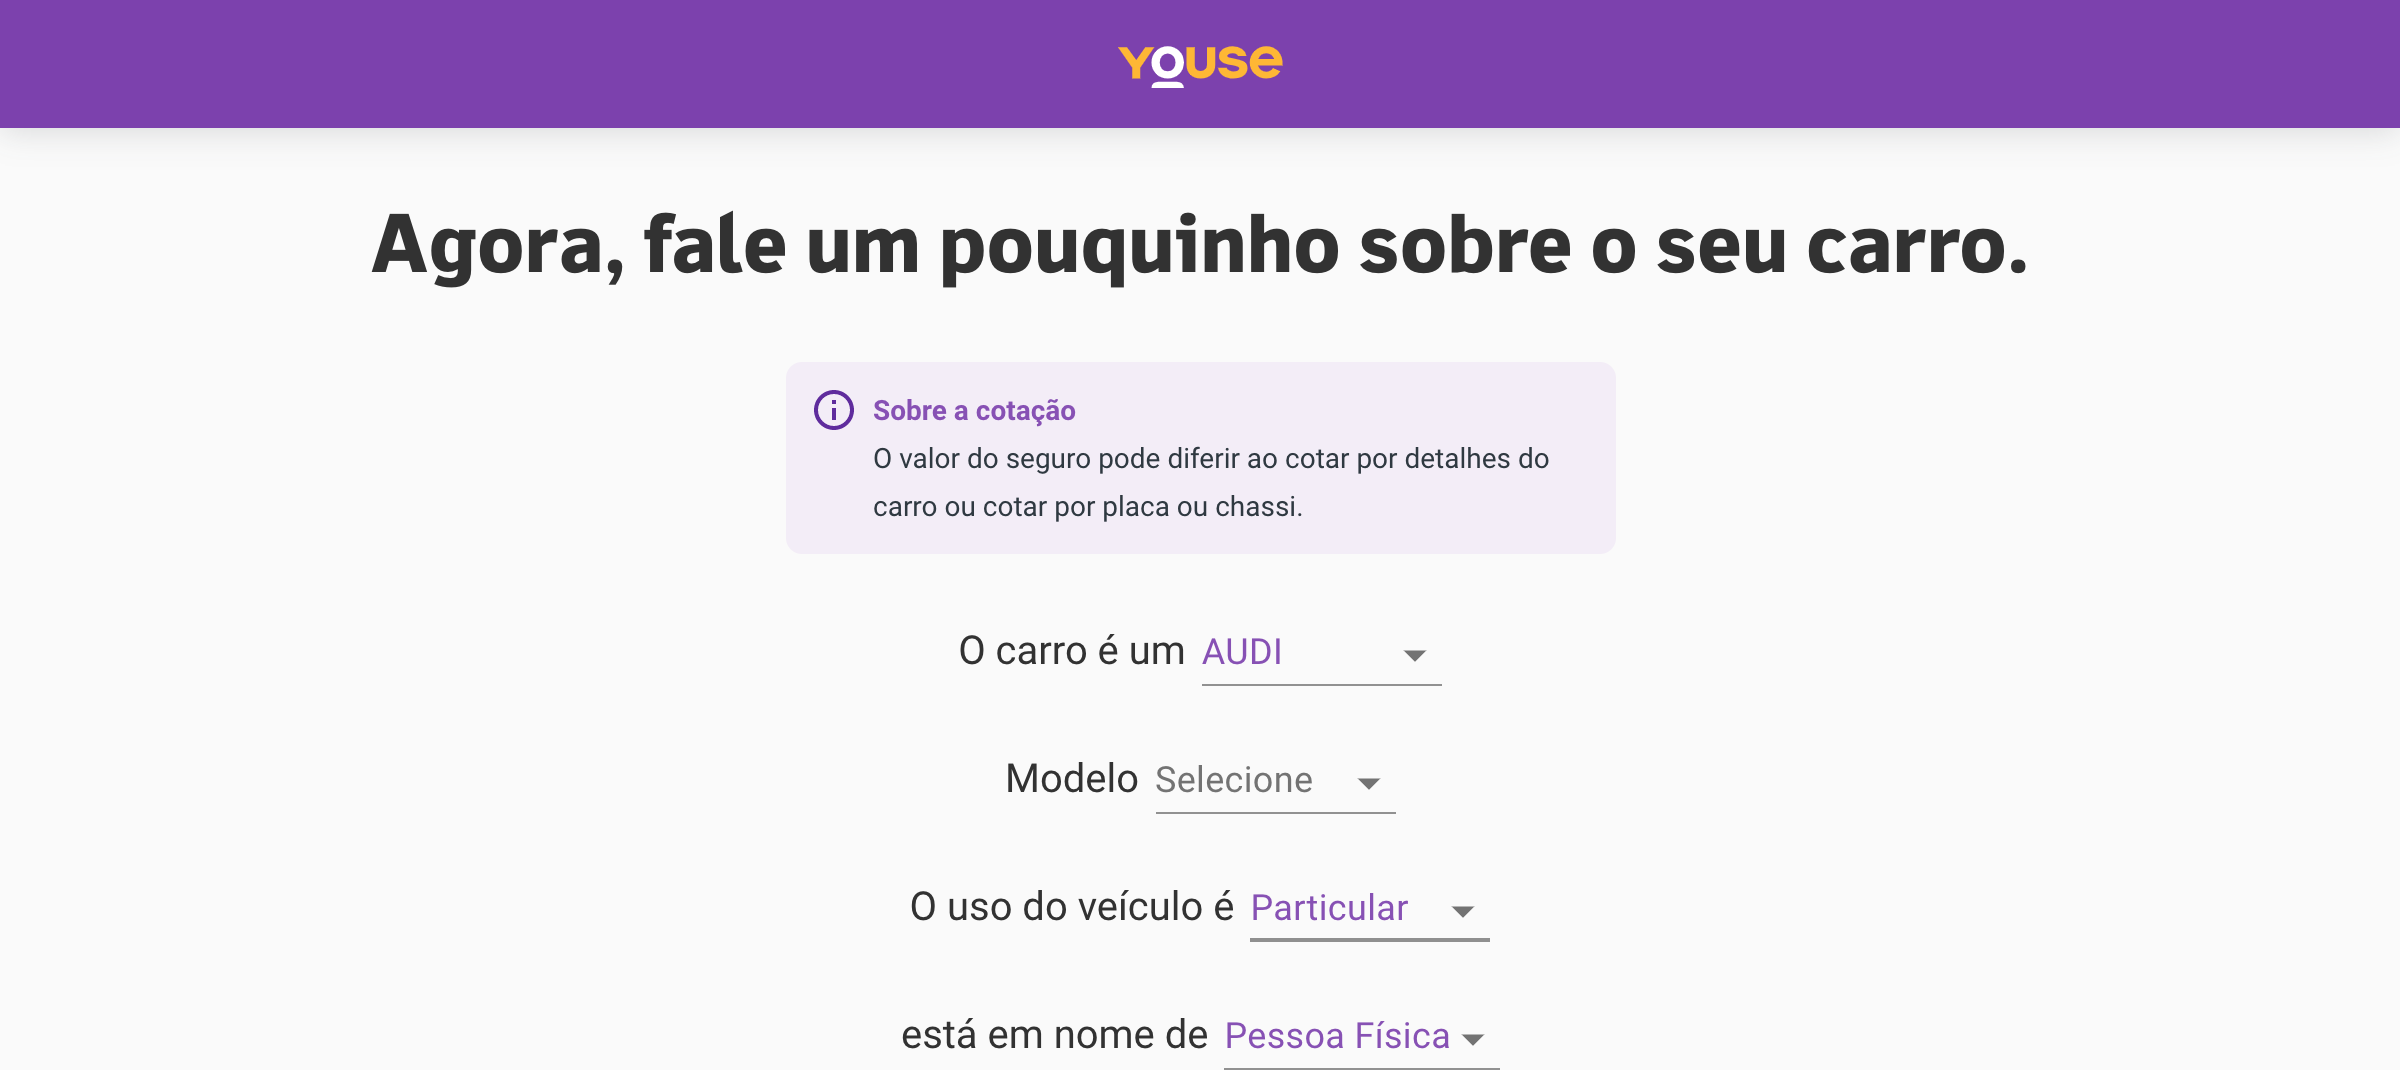 Youse
Agora, fale um pouquinho sobre o seu carro.
Sobre a cotação
O valor do seguro pode diferir ao cotar por detalhes do
carro ou cotar por placa ou chassi.
O carro é um AUDI
Modelo Selecione
O uso do veículo é Particular
está em nome de Pessoa Física